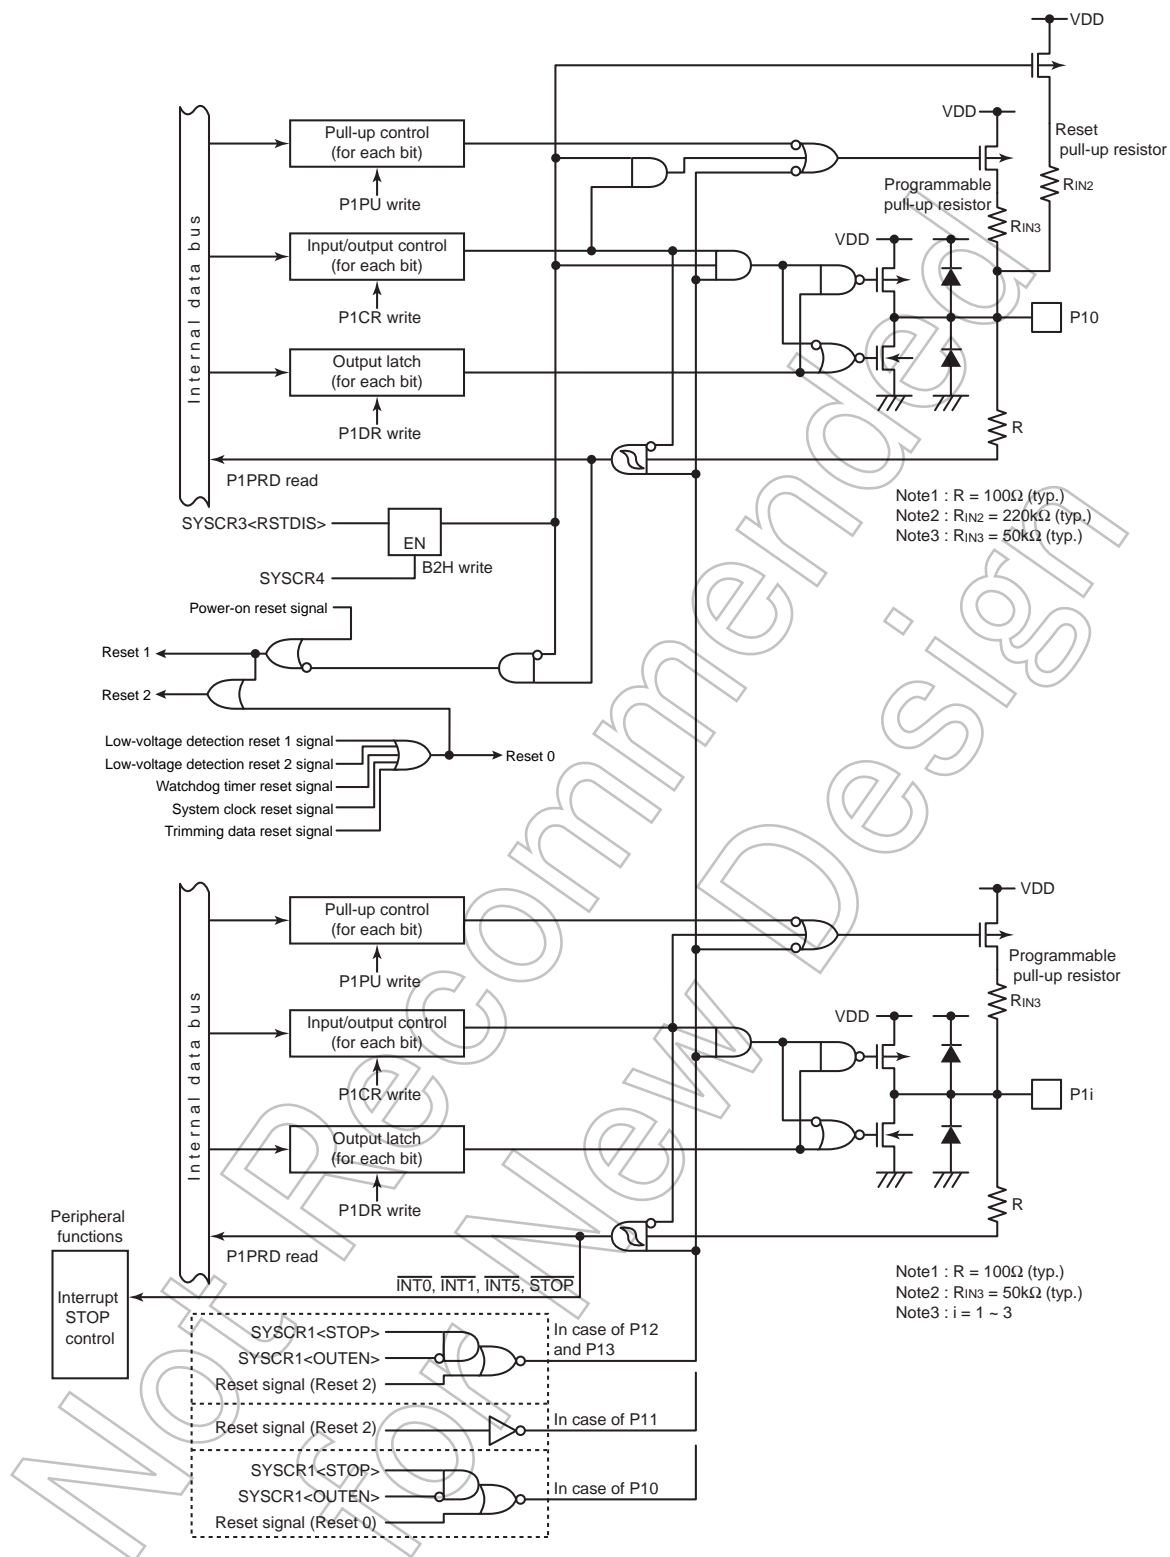 VDD
VDD
Pull-up control
(for each bit)
P1PU write
Reset
pull-up resistor
RIN2
Programmable
pull-up resistor
RIN3
Internal data bus
Input/output control
(for each bit)
P1CR write
VDD
P10
Output latch
(for each bit)
P1DR write
R
P1PRD read
Note1 : R = 100Ω (typ.)
Note2 : RIN2 = 220kΩ (typ.)
Note3 : RIN3 = 50kΩ (typ.)
SYSCR3<RSTDIS>
EN
B2H write
SYSCR4
Power-on reset signal
Reset 1
Reset 2
Low-voltage detection reset 1 signal
Low-voltage detection reset 2 signal
Watchdog timer reset signal
System clock reset signal
Trimming data reset signal
Reset 0
VDD
Pull-up control
(for each bit)
P1PU write
Programmable
pull-up resistor
RIN3
Internal data bus
Input/output control
(for each bit)
P1CR write
VDD
P1i
Output latch
(for each bit)
P1DR write
R
Peripheral
functions
P1PRD read
Interrupt
STOP
control
INT0, INT1, INT5, STOP
Note1 : R = 100Ω (typ.)
Note2 : RIN3 = 50kΩ (typ.)
Note3 : i = 1 ~ 3
SYSCR1<STOP>
SYSCR1<OUTEN>
Reset signal (Reset 2)
In case of P12
and P13
Reset signal (Reset 2)
In case of P11
SYSCR1<STOP>
SYSCR1<OUTEN>
Reset signal (Reset 0)
In case of P10
Not Recommended
for New Design